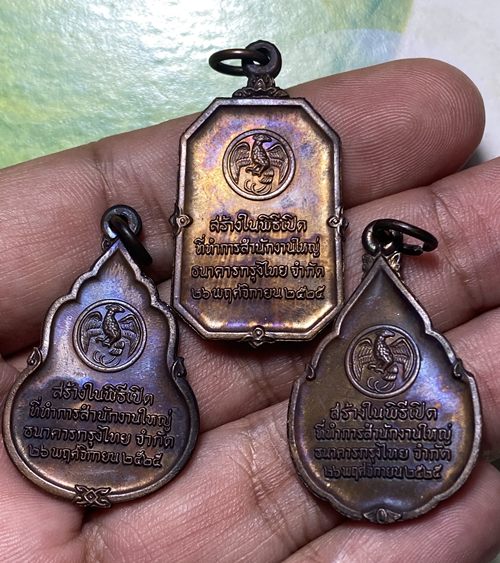 สร้างในพิธีเปิด
ที่ทำการสำนักงานใหญ่
ธนาคารกรุงไทย จำกัด
๒๖ พฤศจิกายน ๒๕๒๕
สร้างในพิธีเปิด
ที่ทำการสำนักงานใหญ่
ธนาคารกรุงไทย จำกัด
๒๖ พฤศจิกายน ๒๕๒๕
สร้างในพิธีเปิด
ที่ทำการสำนักงานใหญ่
ธนาคารกรุงไทย จำกัด
๒๖ พฤศจิกายน ๒๕๒๕